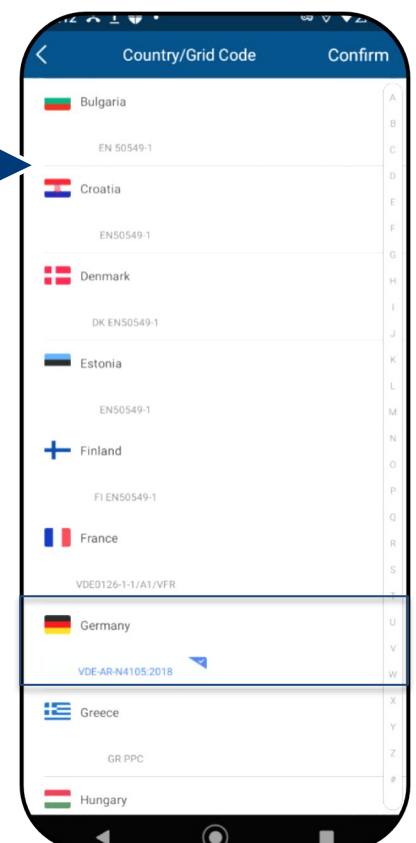 Country/Grid Code
Confirm
Bulgaria
EN 50549-1
Croatia
EN50549-1
Denmark
DK EN50549-1
Estonia
EN50549-1
Finland
FI EN50549-1
France
VDE0126-1-1/A1/VFR
Germany
VDE-AR-N4105:2018
Greece
GR PPC
Hungary
A
B
C
D
E
F
G
H
I
J
K
L
M
N
O
P
Q
R
S
T
U
V
W
X
Y
Z
#